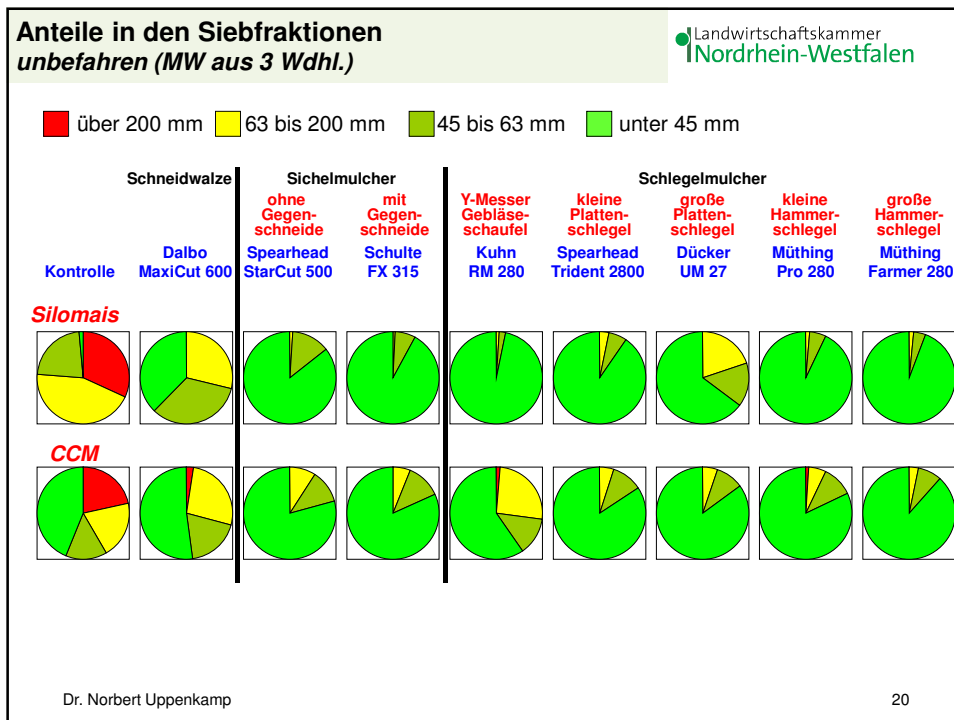 Anteile in den Siebfraktionen
unbefahren (MW aus 3 Wdhl.)
Landwirtschaftskammer
Nordrhein-Westfalen
über 200 mm
63 bis 200 mm
45 bis 63 mm
unter 45 mm
Schneidwalze
Sichelmulcher
Schlegelmulcher
ohne
Gegen-
schneide
mit
Gegen-
schneide
Y-Messer
Gebläse-
schaufel
kleine
Platten-
schlegel
große
Platten-
schlegel
kleine
Hammer-
schlegel
große
Hammer-
schlegel
Kontrolle
Dalbo
MaxiCut 600
Spearhead
StarCut 500
Schulte
FX 315
Kuhn
RM 280
Spearhead
Trident 2800
Dücker
UM 27
Müthing
Pro 280
Müthing
Farmer 280
Silomais
CCM
Dr. Norbert Uppenkamp
20